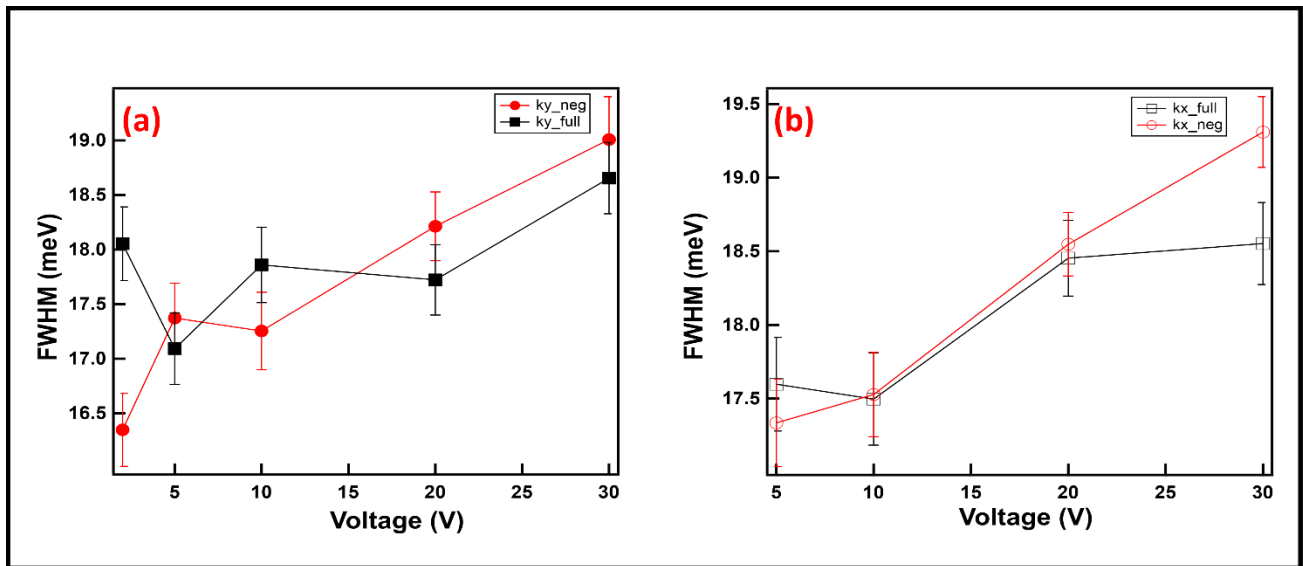 (a)
ky_neg
ky_full
FWHM (meV)
19.0
18.5
18.0
17.5
17.0
16.5
5 10 15 20 25 30
Voltage (V)
(b)
kx_full
kx_neg
FWHM (meV)
19.5
19.0
18.5
18.0
17.5
5 10 15 20 25 30
Voltage (V)